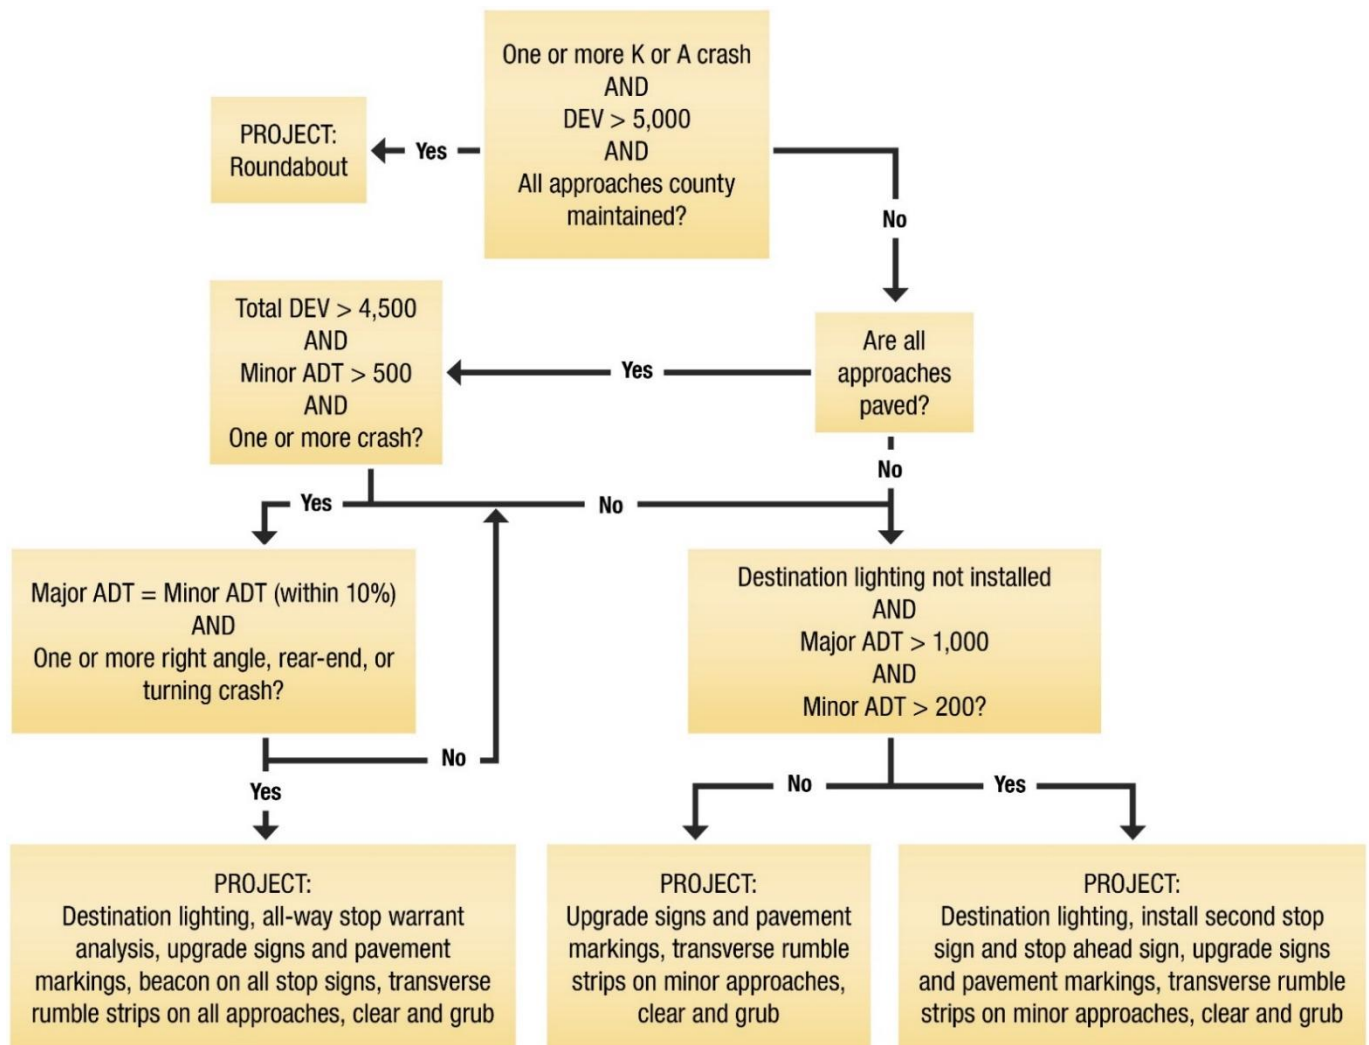 One or more K or A crash
AND
DEV > 5,000
AND
All approaches county
maintained?
Yes
PROJECT:
Roundabout
No
Are all
approaches
paved?
Yes
Total DEV > 4,500
AND
Minor ADT > 500
AND
One or more crash?
No
Yes
No
Major ADT = Minor ADT (within 10%)
AND
One or more right angle, rear-end, or
turning crash?
Destination lighting not installed
AND
Major ADT > 1,000
AND
Minor ADT > 200?
No
Yes
No
Yes
PROJECT:
Destination lighting, all-way stop warrant
analysis, upgrade signs and pavement
markings, beacon on all stop signs, transverse
rumble strips on all approaches, clear and grub
PROJECT:
Upgrade signs and pavement
markings, transverse rumble
strips on minor approaches,
clear and grub
PROJECT:
Destination lighting, install second stop
sign and stop ahead sign, upgrade signs
and pavement markings, transverse rumble
strips on minor approaches, clear and grub